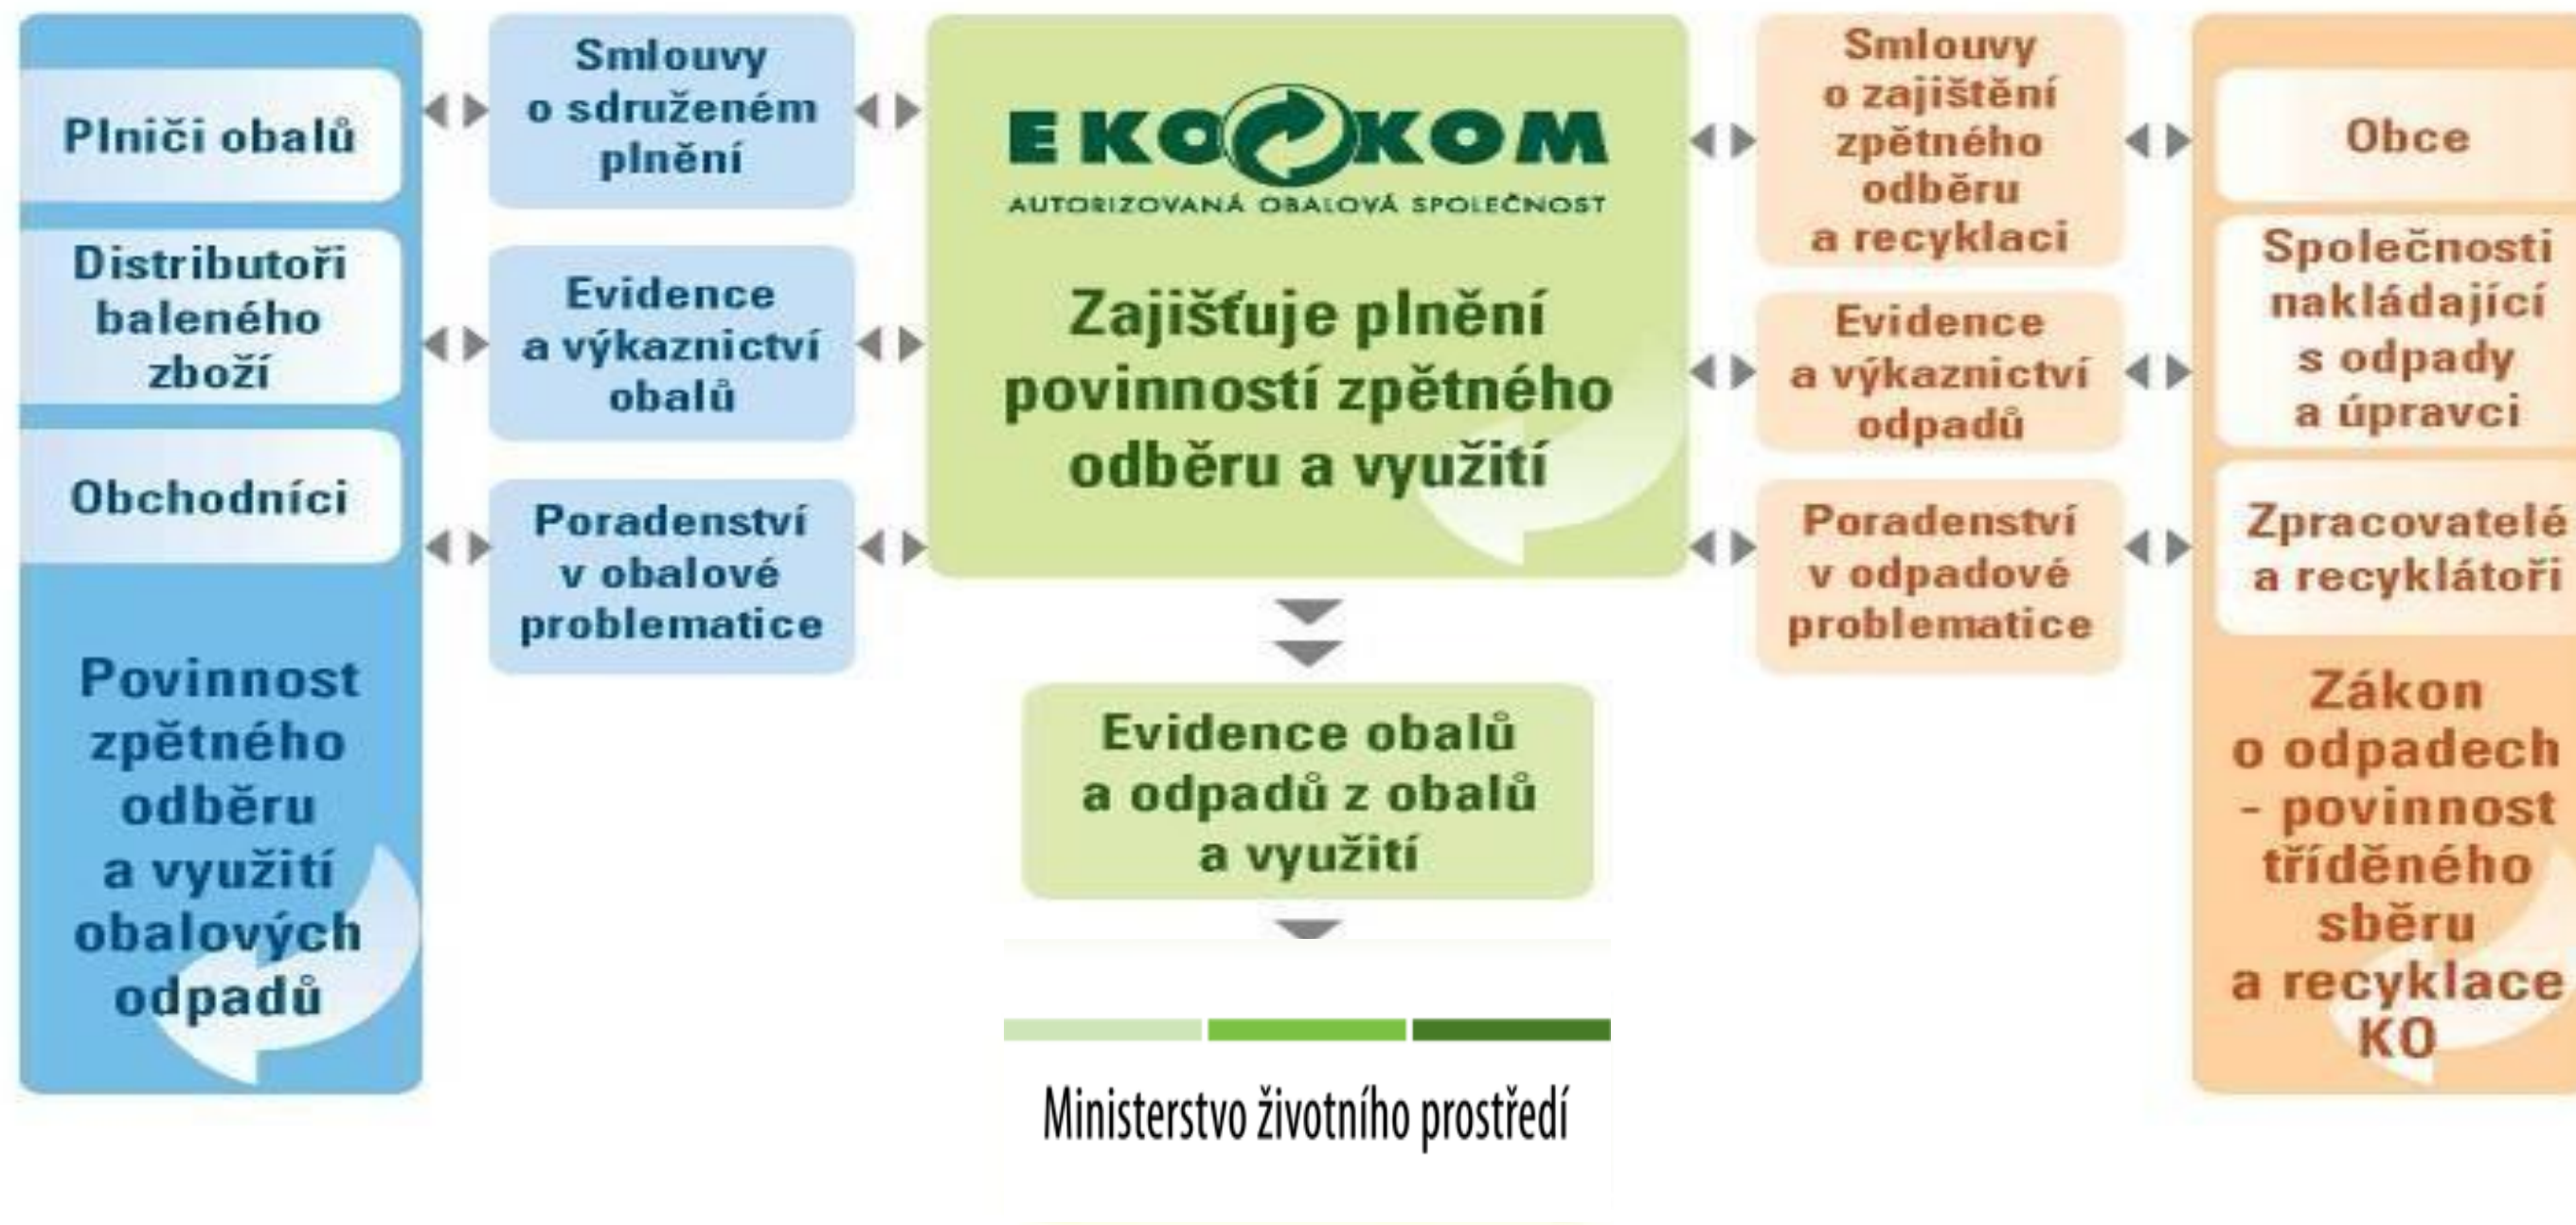 Plniči obalů
Distributoři
baleného
zboží
Obchodníci
Povinnost
zpětného
odběru
a využití
obalových
odpadů
Smlouvy
o sdruženém
plnění
Evidence
a výkaznictví
obalů
Poradenství
v obalové
problematice
EKO KOM
AUTORIZOVANÁ OBALOVÁ SPOLEČNOST
Zajišťuje plnění
povinností zpětného
odběru a využití
Evidence obalů
a odpadů z obalů
a využití
Ministerstvo životního prostředí
Smlouvy
o zajištění
zpětného
odběru
a recyklaci
Evidence
a výkaznictví
odpadů
Poradenství
v odpadové
problematice
Obce
Společnosti
nakládající
s odpady
a úpravci
Zpracovatelé
a recyklátoři
Zákon
o odpadech
- povinnost
tříděného
sběru
a recyklace
KO